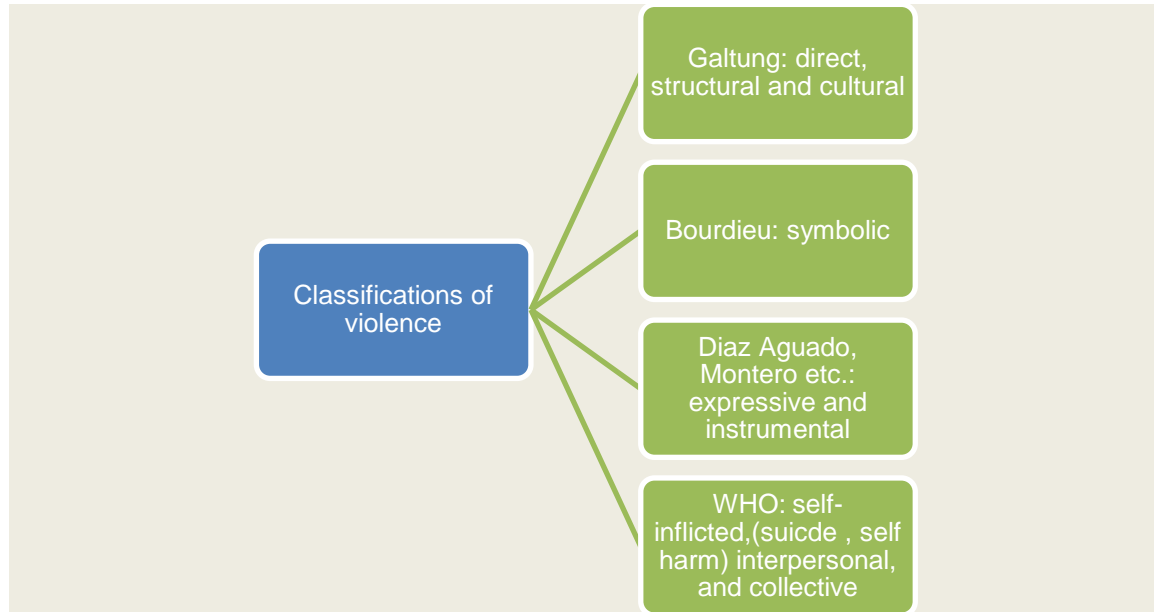 Galtung: direct,
structural and cultural
Bourdieu: symbolic
Classifications of
violence
Diaz Aguado,
Montero etc.:
expressive and
instrumental
WHO: self-
inflicted,(suicde , self
harm) interpersonal,
and collective